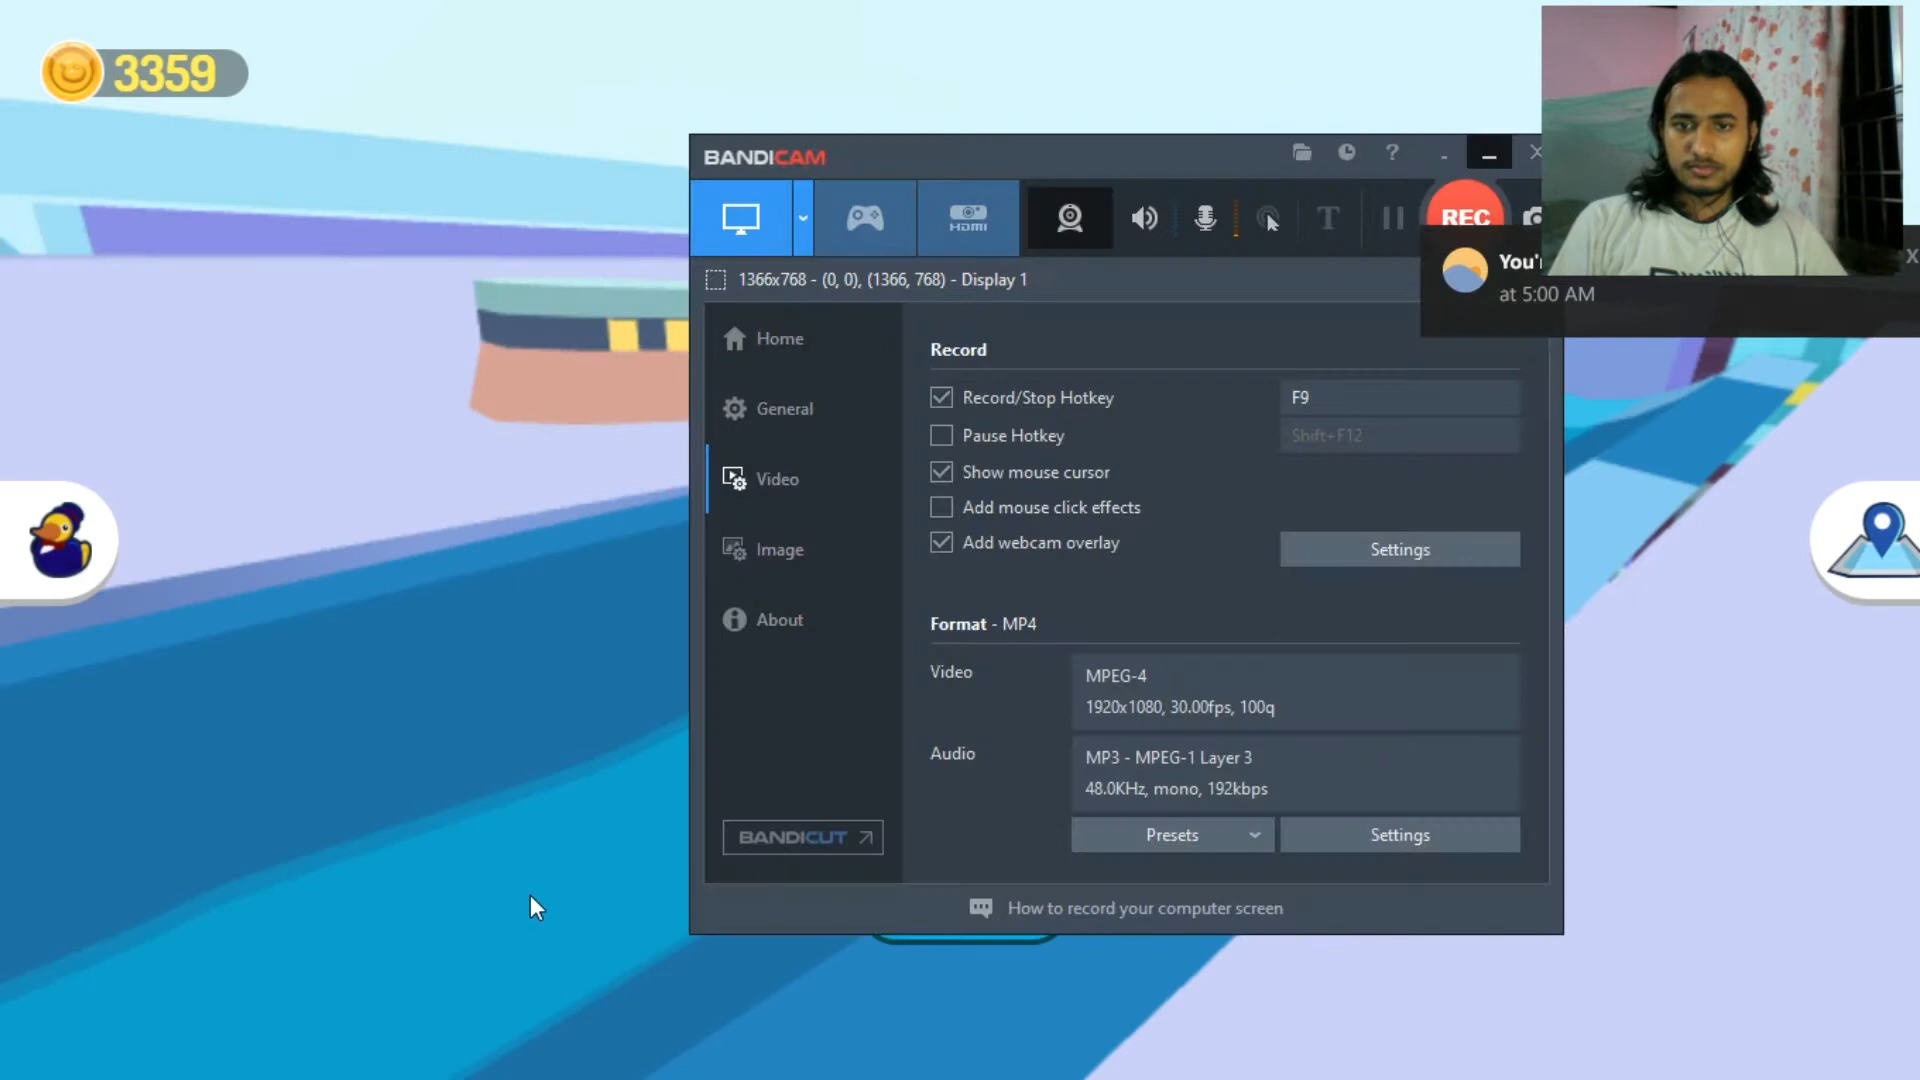 3359
BANDICAM
HDMI
T
REC
1366x768 - (0, 0), (1366, 768) - Display 1
at 5:00 AM
Home
General
Video
Image
About
BANDICUT
Record
Record/Stop Hotkey
F9
Pause Hotkey
Shift+F12
Show mouse cursor
Add mouse click effects
Add webcam overlay
Settings
Format - MP4
Video
MPEG-4
1920x1080, 30.00fps, 100q
Audio
MP3 - MPEG-1 Layer 3
48.0KHz, mono, 192kbps
Presets
Settings
How to record your computer screen